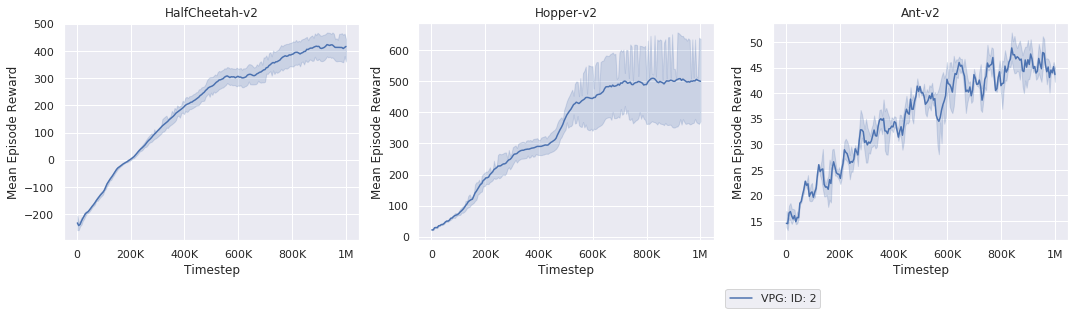 HalfCheetah-v2
Mean Episode Reward
500
400
300
200
100
0
−100
−200
0 200K 400K 600K 800K 1M
Timestep
Hopper-v2
Mean Episode Reward
600
500
400
300
200
100
0
0 200K 400K 600K 800K 1M
Timestep
Ant-v2
Mean Episode Reward
50
45
40
35
30
25
20
15
0 200K 400K 600K 800K 1M
Timestep
VPG: ID: 2